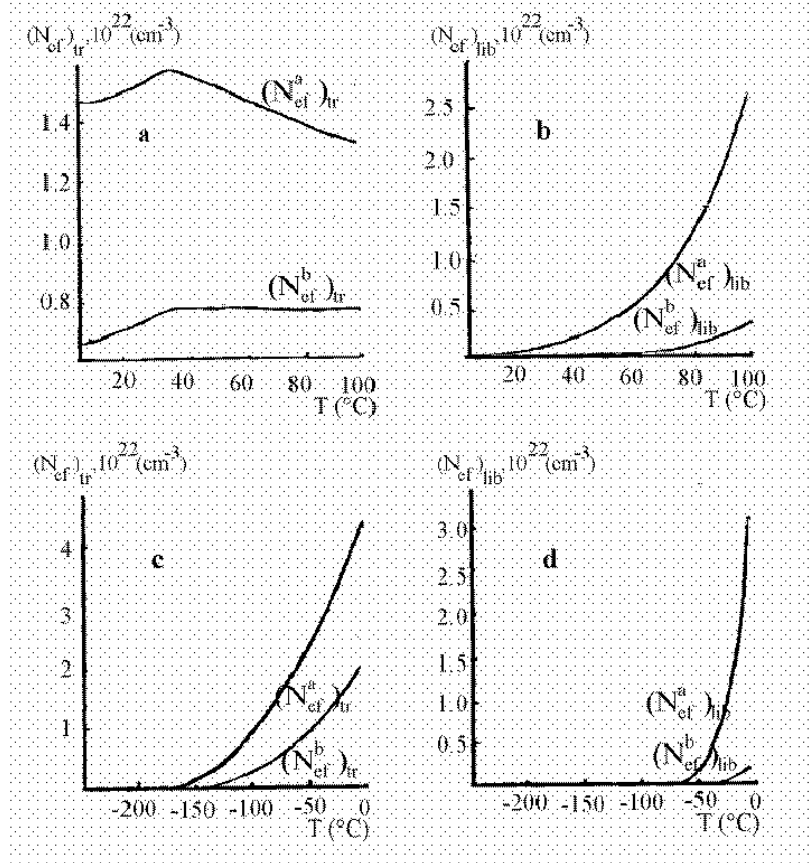 (N_ef)_tr, 10^22 (cm^-3)
1.4
1.2
1.0
0.8
a
(N^a_ef)_tr
(N^b_ef)_tr
20 40 60 80 100
T (°C)
(N_ef)_lib, 10^22 (cm^-3)
2.5
2.0
1.5
1.0
0.5
b
(N^a_ef)_lib
(N^b_ef)_lib
20 40 60 80 100
T (°C)
(N_ef)_tr, 10^22 (cm^-3)
4
3
2
1
c
(N^a_ef)_tr
(N^b_ef)_tr
-200 -150 -100 -50 0
T (°C)
(N_ef)_lib, 10^22 (cm^-3)
3.0
2.5
2.0
1.5
1.0
0.5
d
(N^a_ef)_lib
(N^b_ef)_lib
-200 -150 -100 -50 0
T (°C)